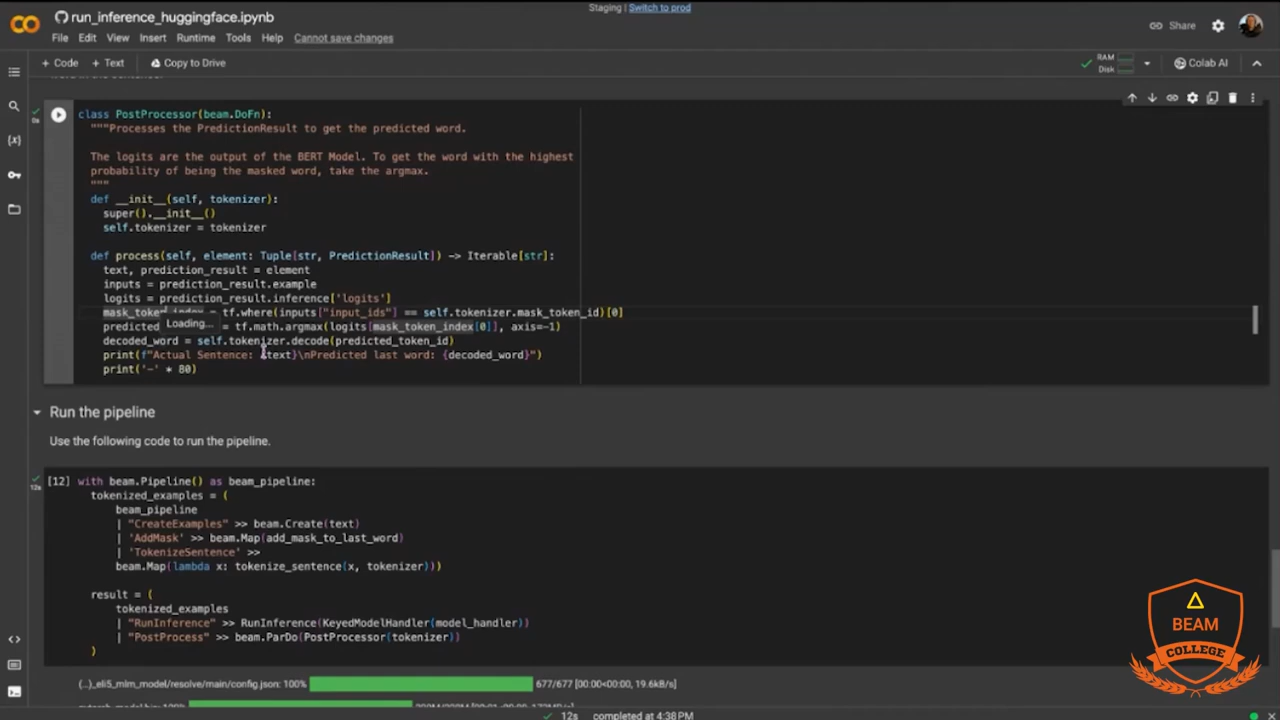 Staging | Switch to prod
run_inference_huggingface.ipynb
File Edit View Insert Runtime Tools Help Cannot save changes
Share
+ Code + Text Copy to Drive
RAM
Disk
Colab AI
class PostProcessor(beam.DoFn):
"""Processes the PredictionResult to get the predicted word.
The logits are the output of the BERT Model. To get the word with the highest
probability of being the masked word, take the argmax.
"""
def __init__(self, tokenizer):
super().__init__()
self.tokenizer = tokenizer
def process(self, element: Tuple[str, PredictionResult]) -> Iterable[str]:
text, prediction_result = element
inputs = prediction_result.example
logits = prediction_result.inference['logits']
mask_token_index = tf.where(inputs["input_ids"] == self.tokenizer.mask_token_id)[0]
Loading...
predicted = tf.math.argmax(logits[mask_token_index[0]], axis=-1)
decoded_word = self.tokenizer.decode(predicted_token_id)
print(f"Actual Sentence: {text}\nPredicted last word: {decoded_word}")
print('-' * 80)
Run the pipeline
Use the following code to run the pipeline.
[12] with beam.Pipeline() as beam_pipeline:
tokenized_examples = (
beam_pipeline
| "CreateExamples" >> beam.Create(text)
| 'AddMask' >> beam.Map(add_mask_to_last_word)
| 'TokenizeSentence' >>
beam.Map(lambda x: tokenize_sentence(x, tokenizer)))
result = (
tokenized_examples
| "RunInference" >> RunInference(KeyedModelHandler(model_handler))
| "PostProcess" >> beam.ParDo(PostProcessor(tokenizer))
)
(…)_eli5_mlm_model/resolve/main/config.json: 100% 677/677 [00:00<00:00, 19.6kB/s]
12s completed at 4:38 PM
BEAM
COLLEGE